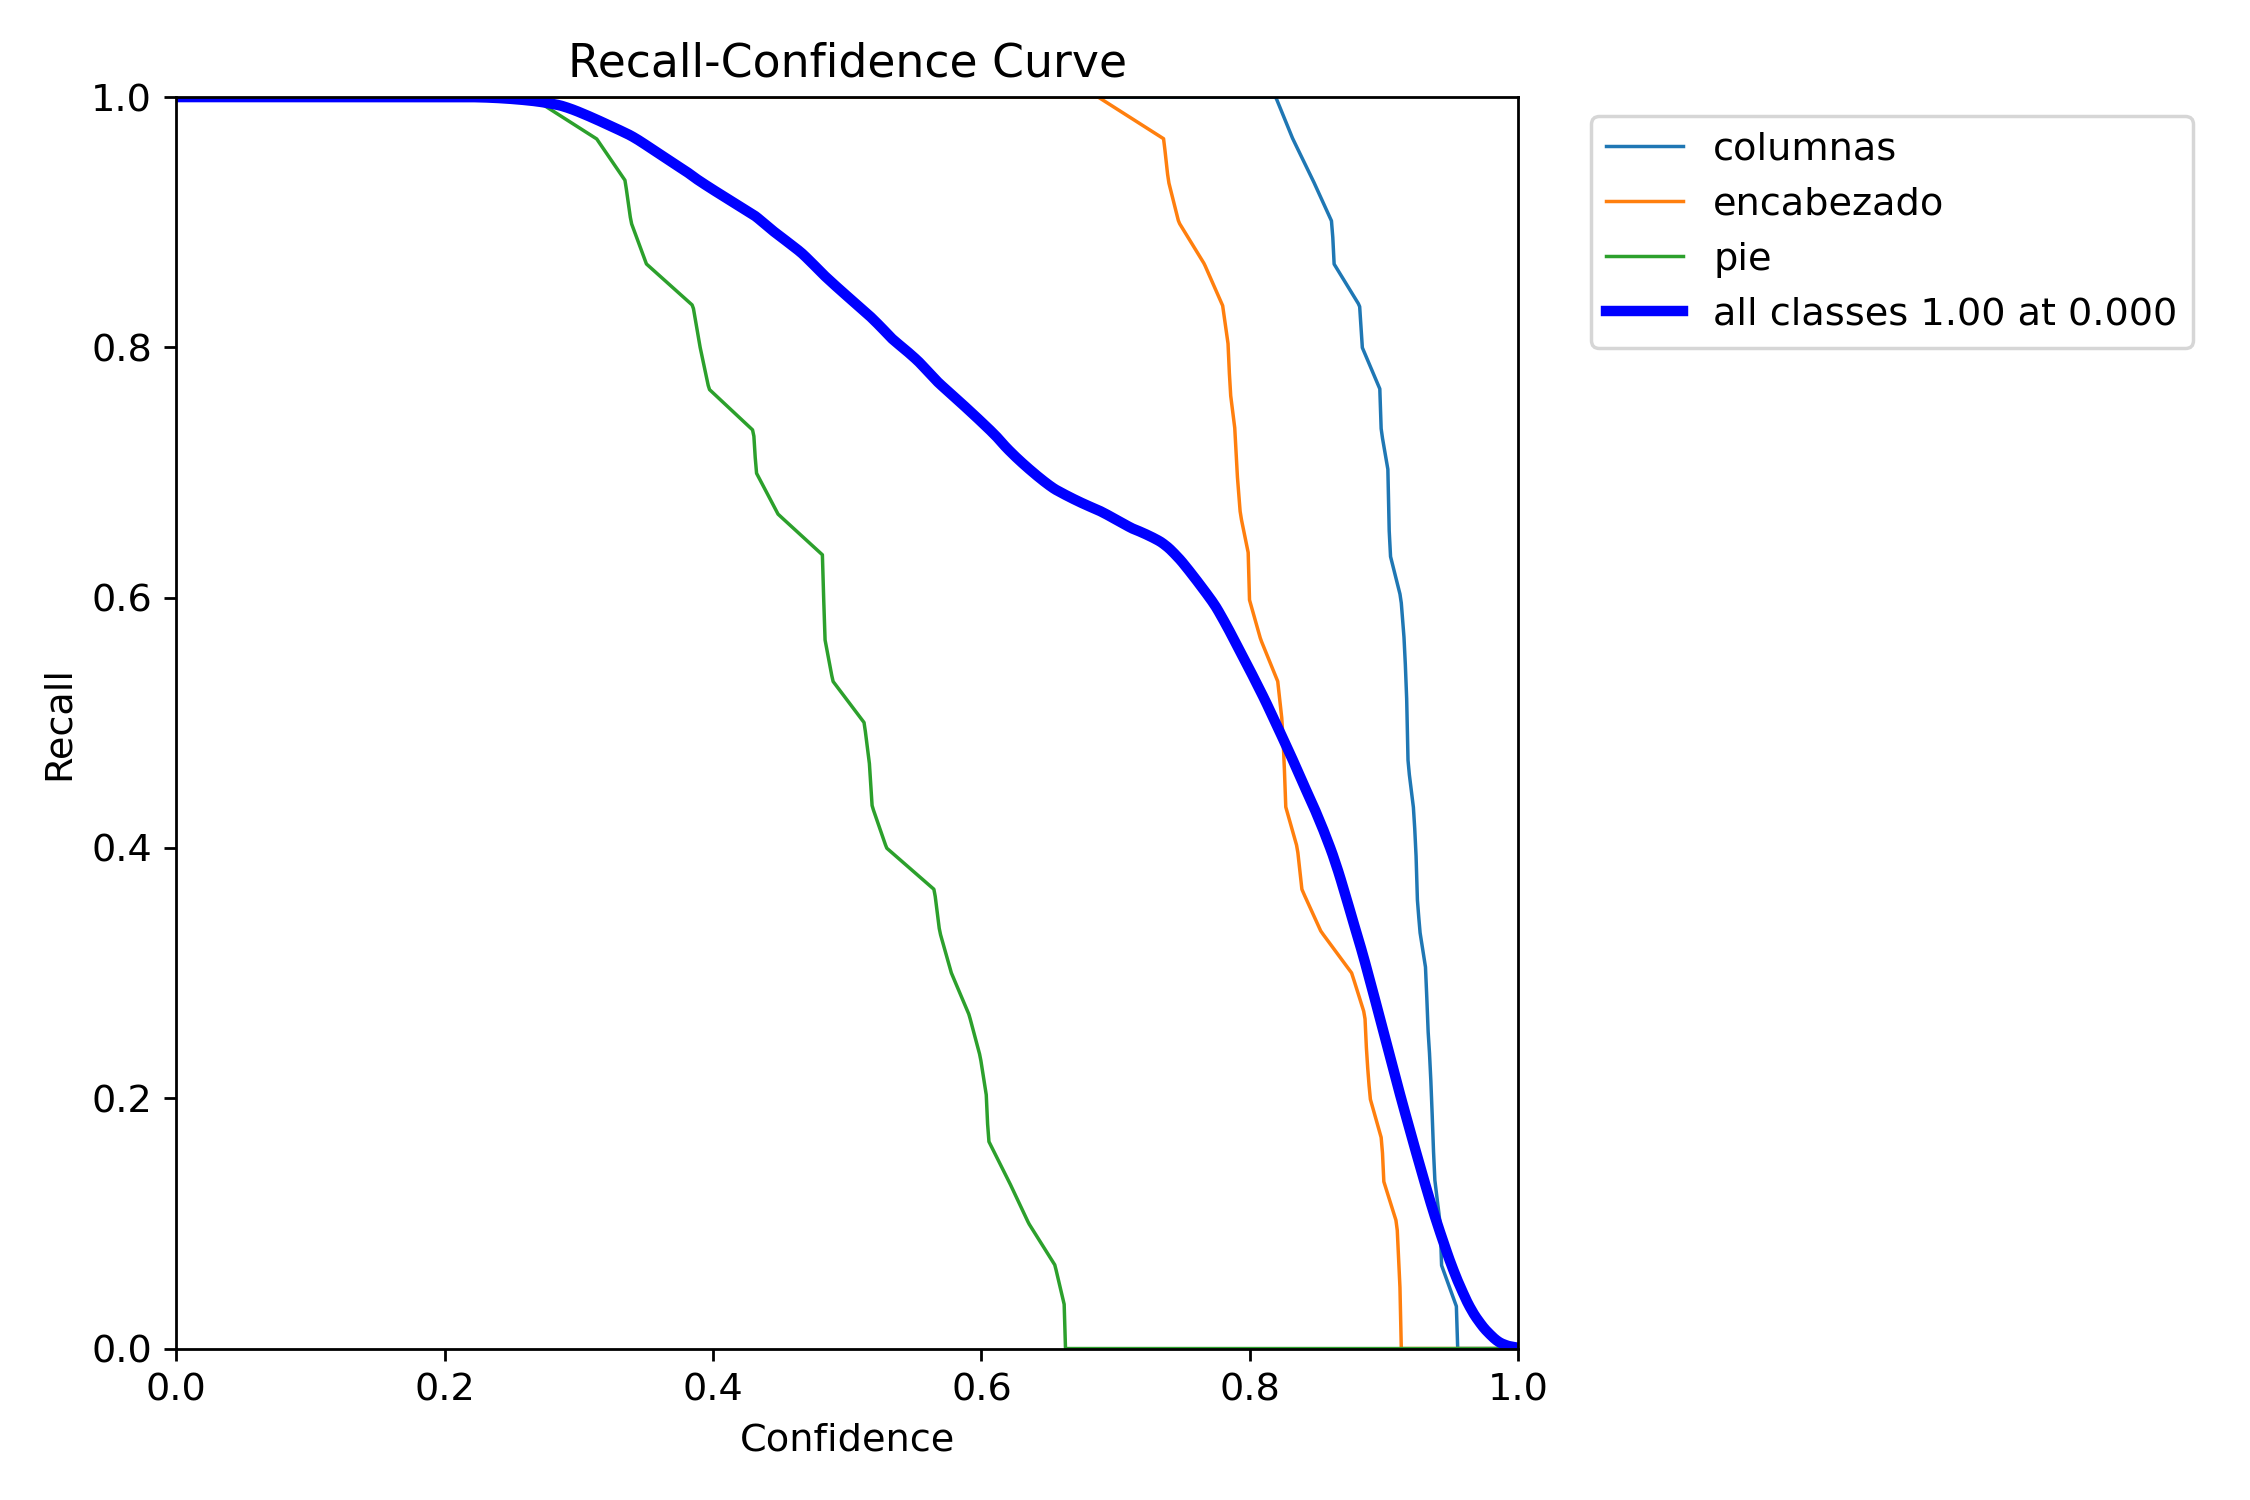 Recall-Confidence Curve
1.0
0.8
0.6
0.4
0.2
0.0
Recall
0.0 0.2 0.4 0.6 0.8 1.0
Confidence
columnas
encabezado
pie
all classes 1.00 at 0.000